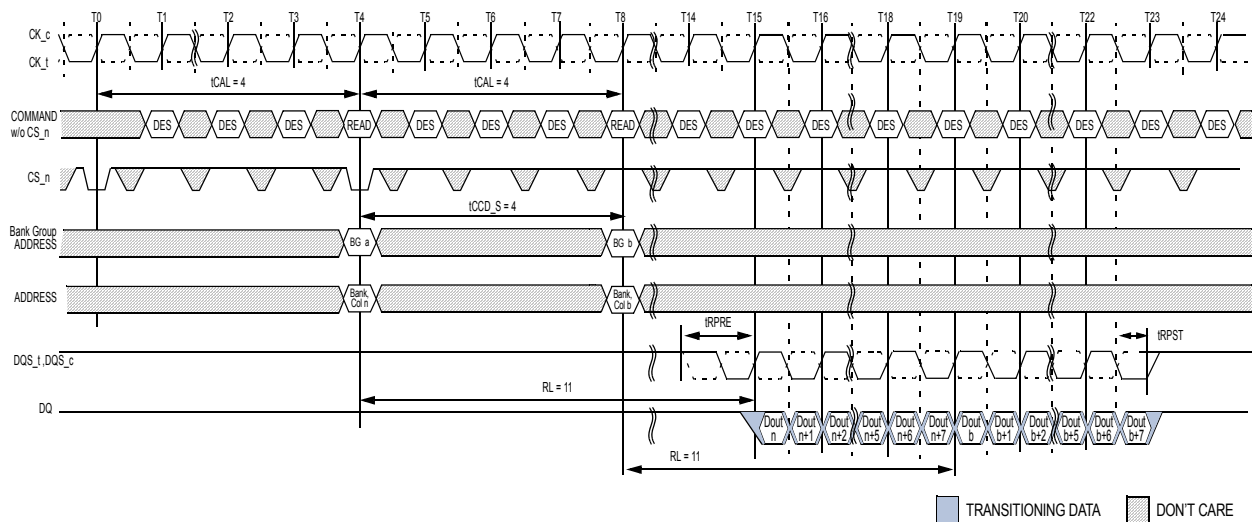 T0 T1 T2 T3 T4 T5 T6 T7 T8 T14 T15 T16 T18 T19 T20 T22 T23 T24
CK_c
CK_t
tCAL = 4 tCAL = 4
COMMAND
w/o CS_n
DES DES DES READ DES DES DES READ DES DES DES DES DES DES DES DES DES
CS_n
tCCD_S = 4
Bank Group
ADDRESS
BG a BG b
ADDRESS
Bank, Bank,
Col n Col b
tRPRE
tRPST
DQS_t ,DQS_c
RL = 11
DQ
Dout Dout Dout Dout Dout Dout Dout Dout Dout Dout Dout Dout
n n+1 n+2 n+5 n+6 n+7 b b+1 b+2 b+5 b+6 b+7
RL = 11
TRANSITIONING DATA DON'T CARE